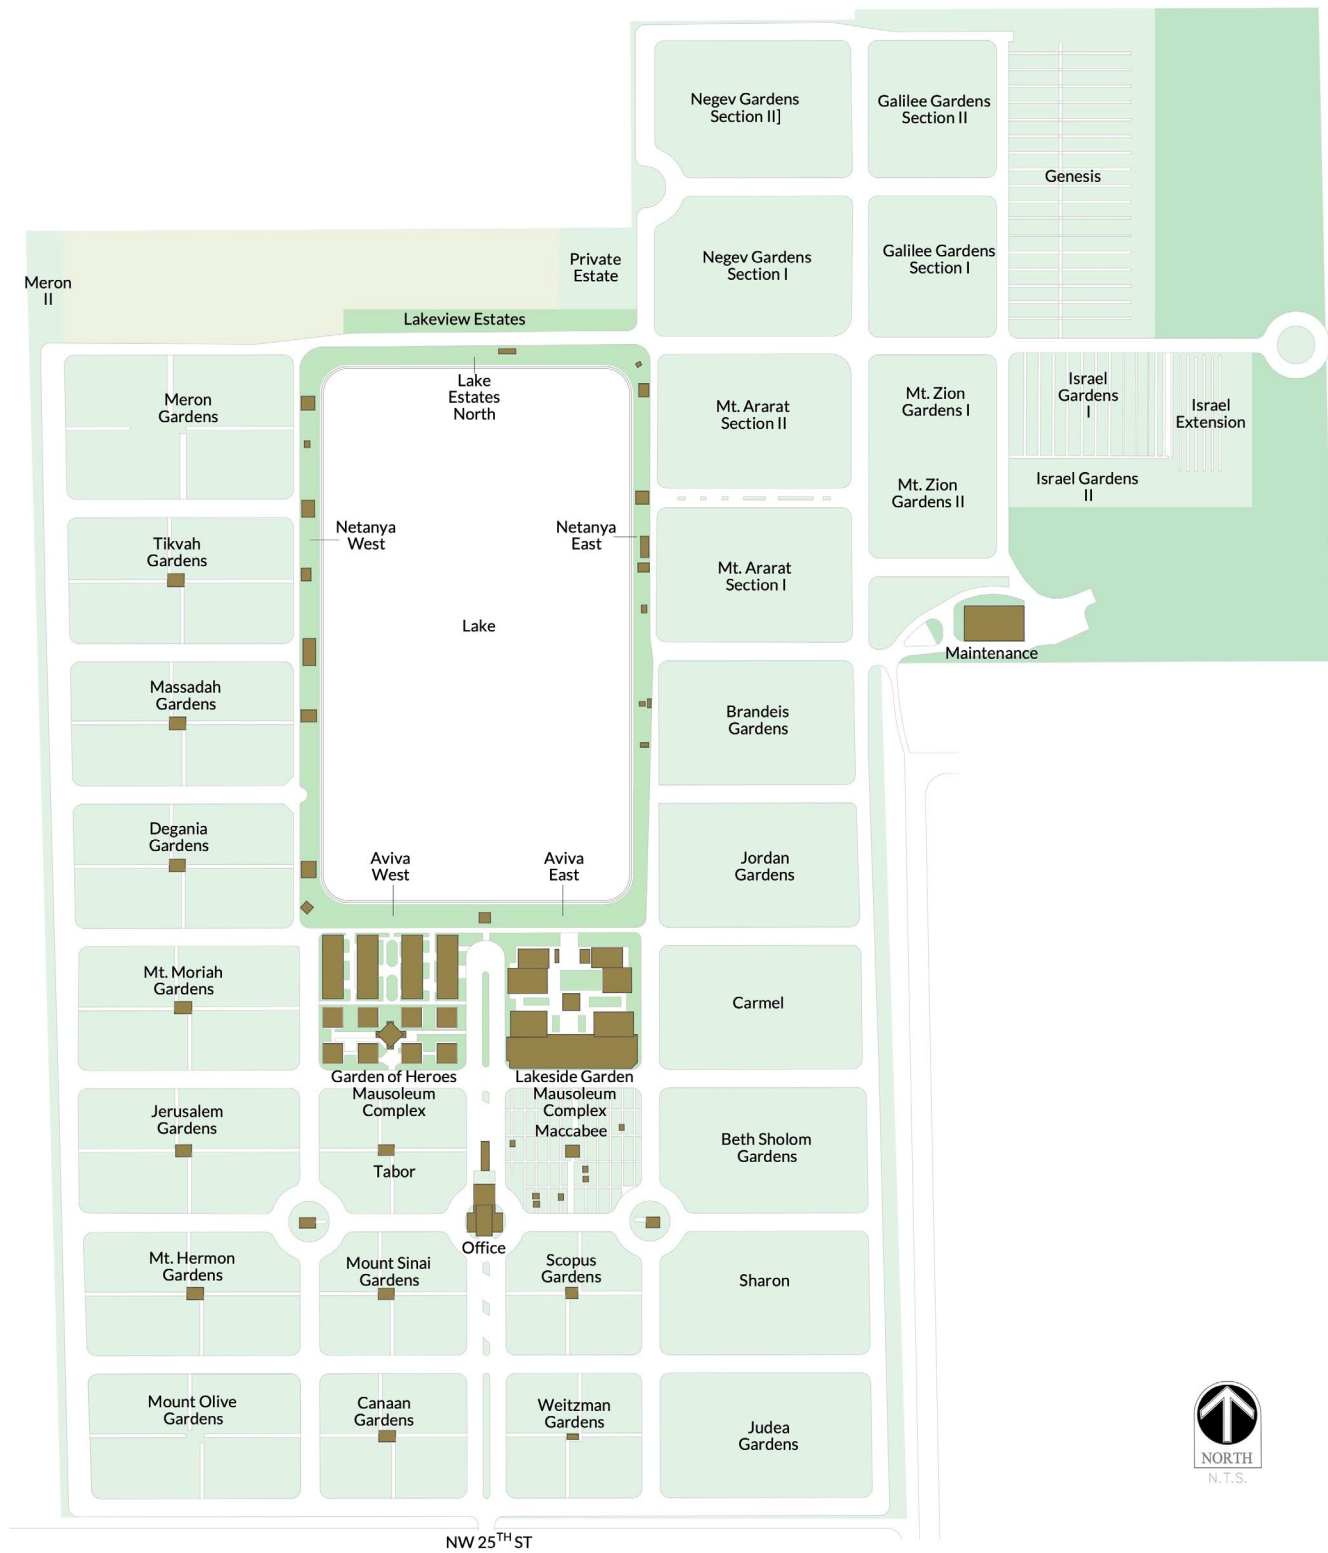 Negev Gardens
Section II]
Galilee Gardens
Section II
Genesis
Negev Gardens
Section I
Galilee Gardens
Section I
Private
Estate
Meron
II
Lakeview Estates
Meron
Gardens
Lake
Estates
North
Mt. Ararat
Section II
Mt. Zion
Gardens I
Israel
Gardens
I
Israel
Extension
Mt. Zion
Gardens II
Israel Gardens
II
Tikvah
Gardens
Netanya
West
Netanya
East
Mt. Ararat
Section I
Lake
Maintenance
Massadah
Gardens
Brandeis
Gardens
Degania
Gardens
Aviva
West
Aviva
East
Jordan
Gardens
Mt. Moriah
Gardens
Carmel
Garden of Heroes
Mausoleum
Complex
Lakeside Garden
Mausoleum
Complex
Jerusalem
Gardens
Maccabee
Beth Sholom
Gardens
Tabor
Office
Mt. Hermon
Gardens
Mount Sinai
Gardens
Scopus
Gardens
Sharon
Mount Olive
Gardens
Canaan
Gardens
Weitzman
Gardens
Judea
Gardens
NORTH
N.T.S.
NW 25TH ST